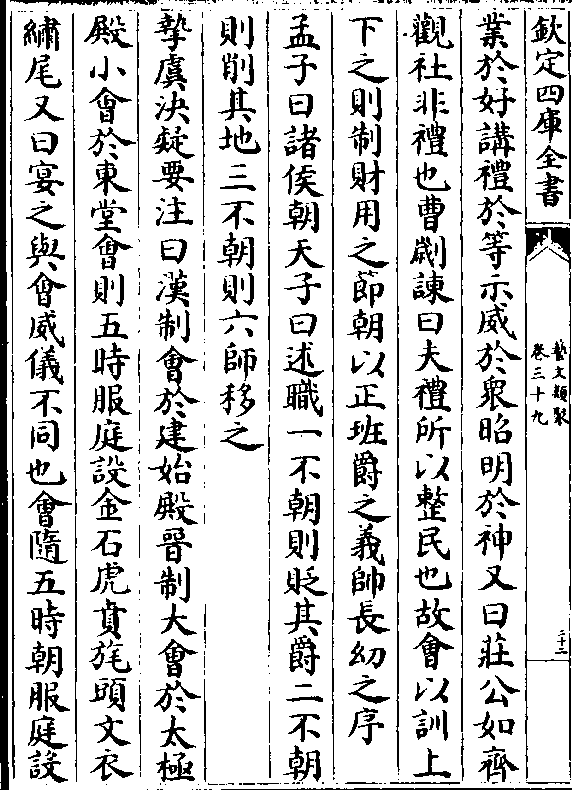 欽定四庫全書
藝文類聚
卷三十九
二十二
業於好講禮於等示威於眾昭明於神又曰莊公如齊
觀社非禮也曹劌諫曰夫禮所以整民也故會以訓上
下之則制財用之節朝以正班爵之義帥長幼之序
孟子曰諸侯朝天子曰述職一不朝則貶其爵二不朝
則削其地三不朝則六師移之
摯虞決疑要注曰漢制會於建始殿晉制大會於太極
殿小會於東堂會則五時服庭設金石虎賁旄頭文衣
繡尾又曰宴之與會威儀不同也會隨五時朝服庭設